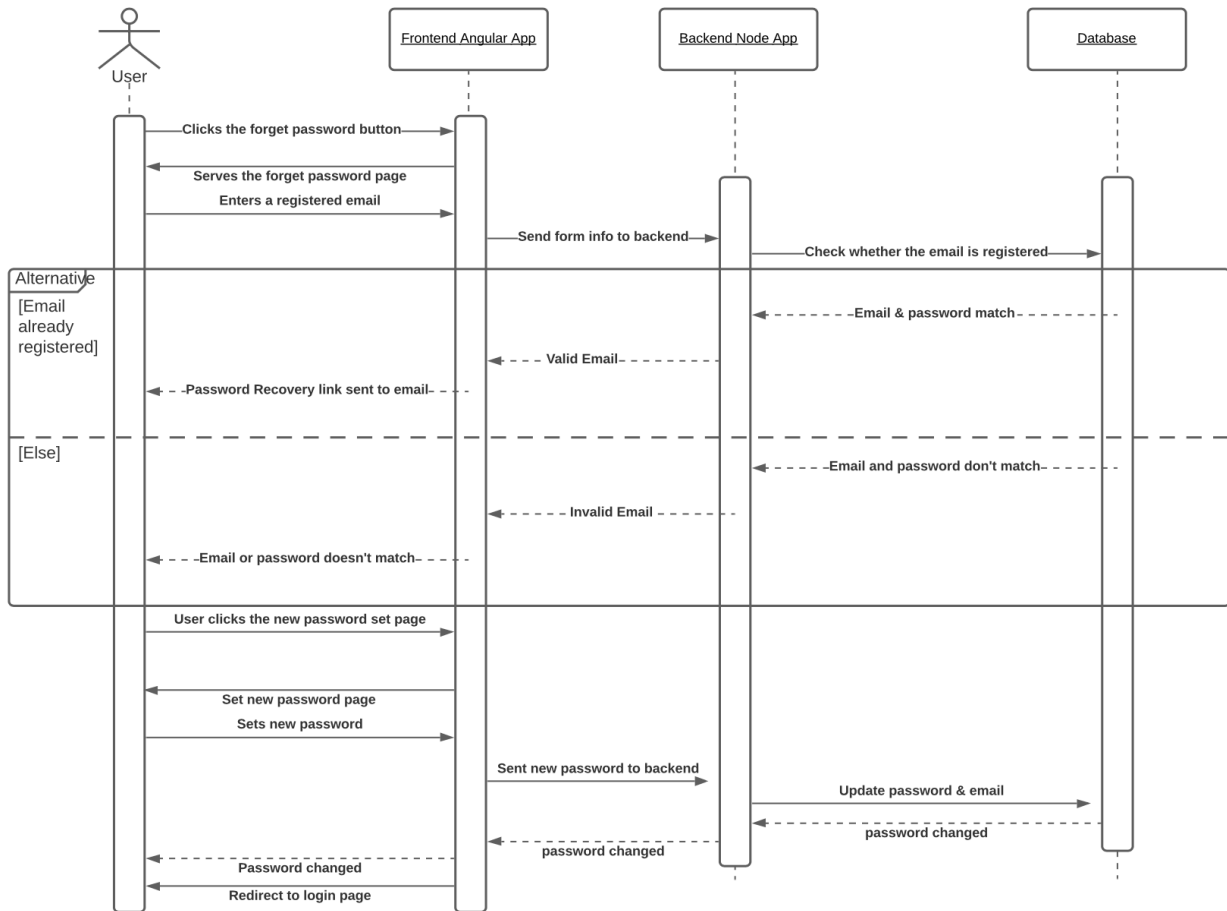 User
Frontend Angular App
Backend Node App
Database
Clicks the forget password button
Serves the forget password page
Enters a registered email
Send form info to backend
Check whether the email is registered
Alternative
[Email
already
registered]
Email & password match
Valid Email
Password Recovery link sent to email
[Else]
Email and password don't match
Invalid Email
Email or password doesn't match
User clicks the new password set page
Set new password page
Sets new password
Sent new password to backend
Update password & email
password changed
password changed
Password changed
Redirect to login page